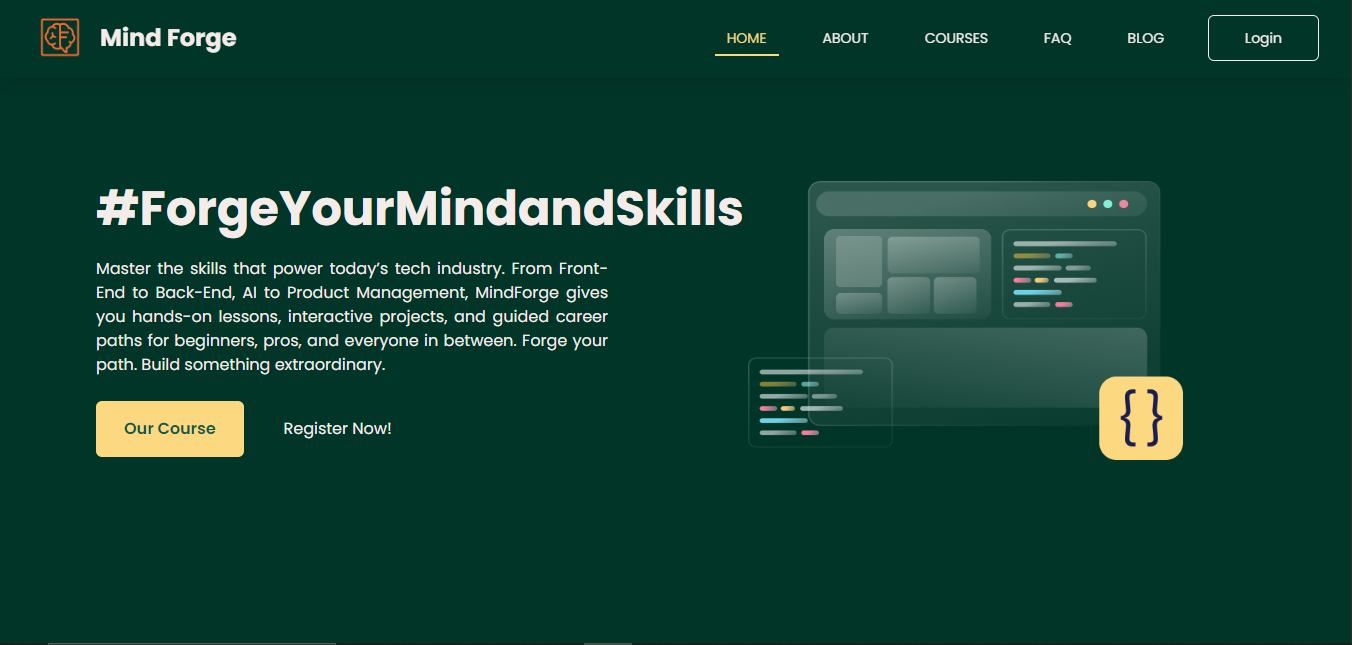 Mind Forge
HOME ABOUT COURSES FAQ BLOG Login
#ForgeYourMindandSkills
Master the skills that power today’s tech industry. From Front-
End to Back-End, AI to Product Management, MindForge gives
you hands-on lessons, interactive projects, and guided career
paths for beginners, pros, and everyone in between. Forge your
path. Build something extraordinary.
Our Course Register Now!
{ }